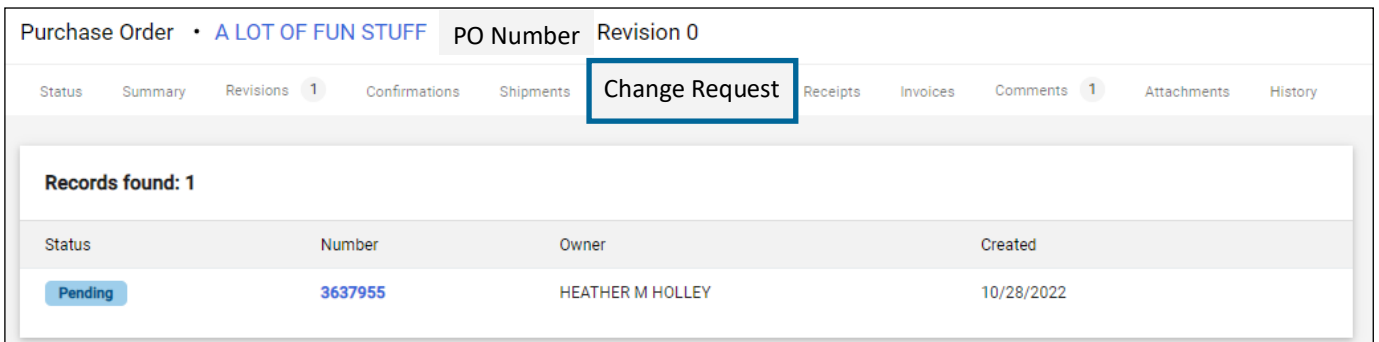 Purchase Order • A LOT OF FUN STUFF PO Number Revision 0
Status Summary Revisions 1 Confirmations Shipments Change Request Receipts Invoices Comments 1 Attachments History
Records found: 1
Status Number Owner Created
Pending 3637955 HEATHER M HOLLEY 10/28/2022